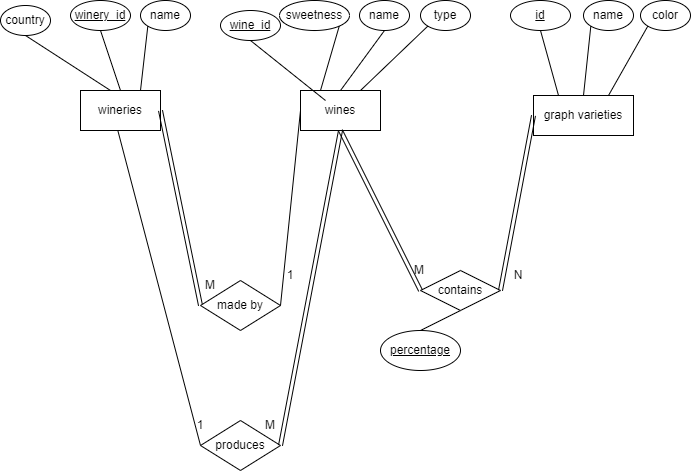 country
winery_id
name
wine_id
sweetness
name
type
id
name
color
wineries
wines
graph varieties
M
made by
1
M
contains
N
percentage
1
produces
M